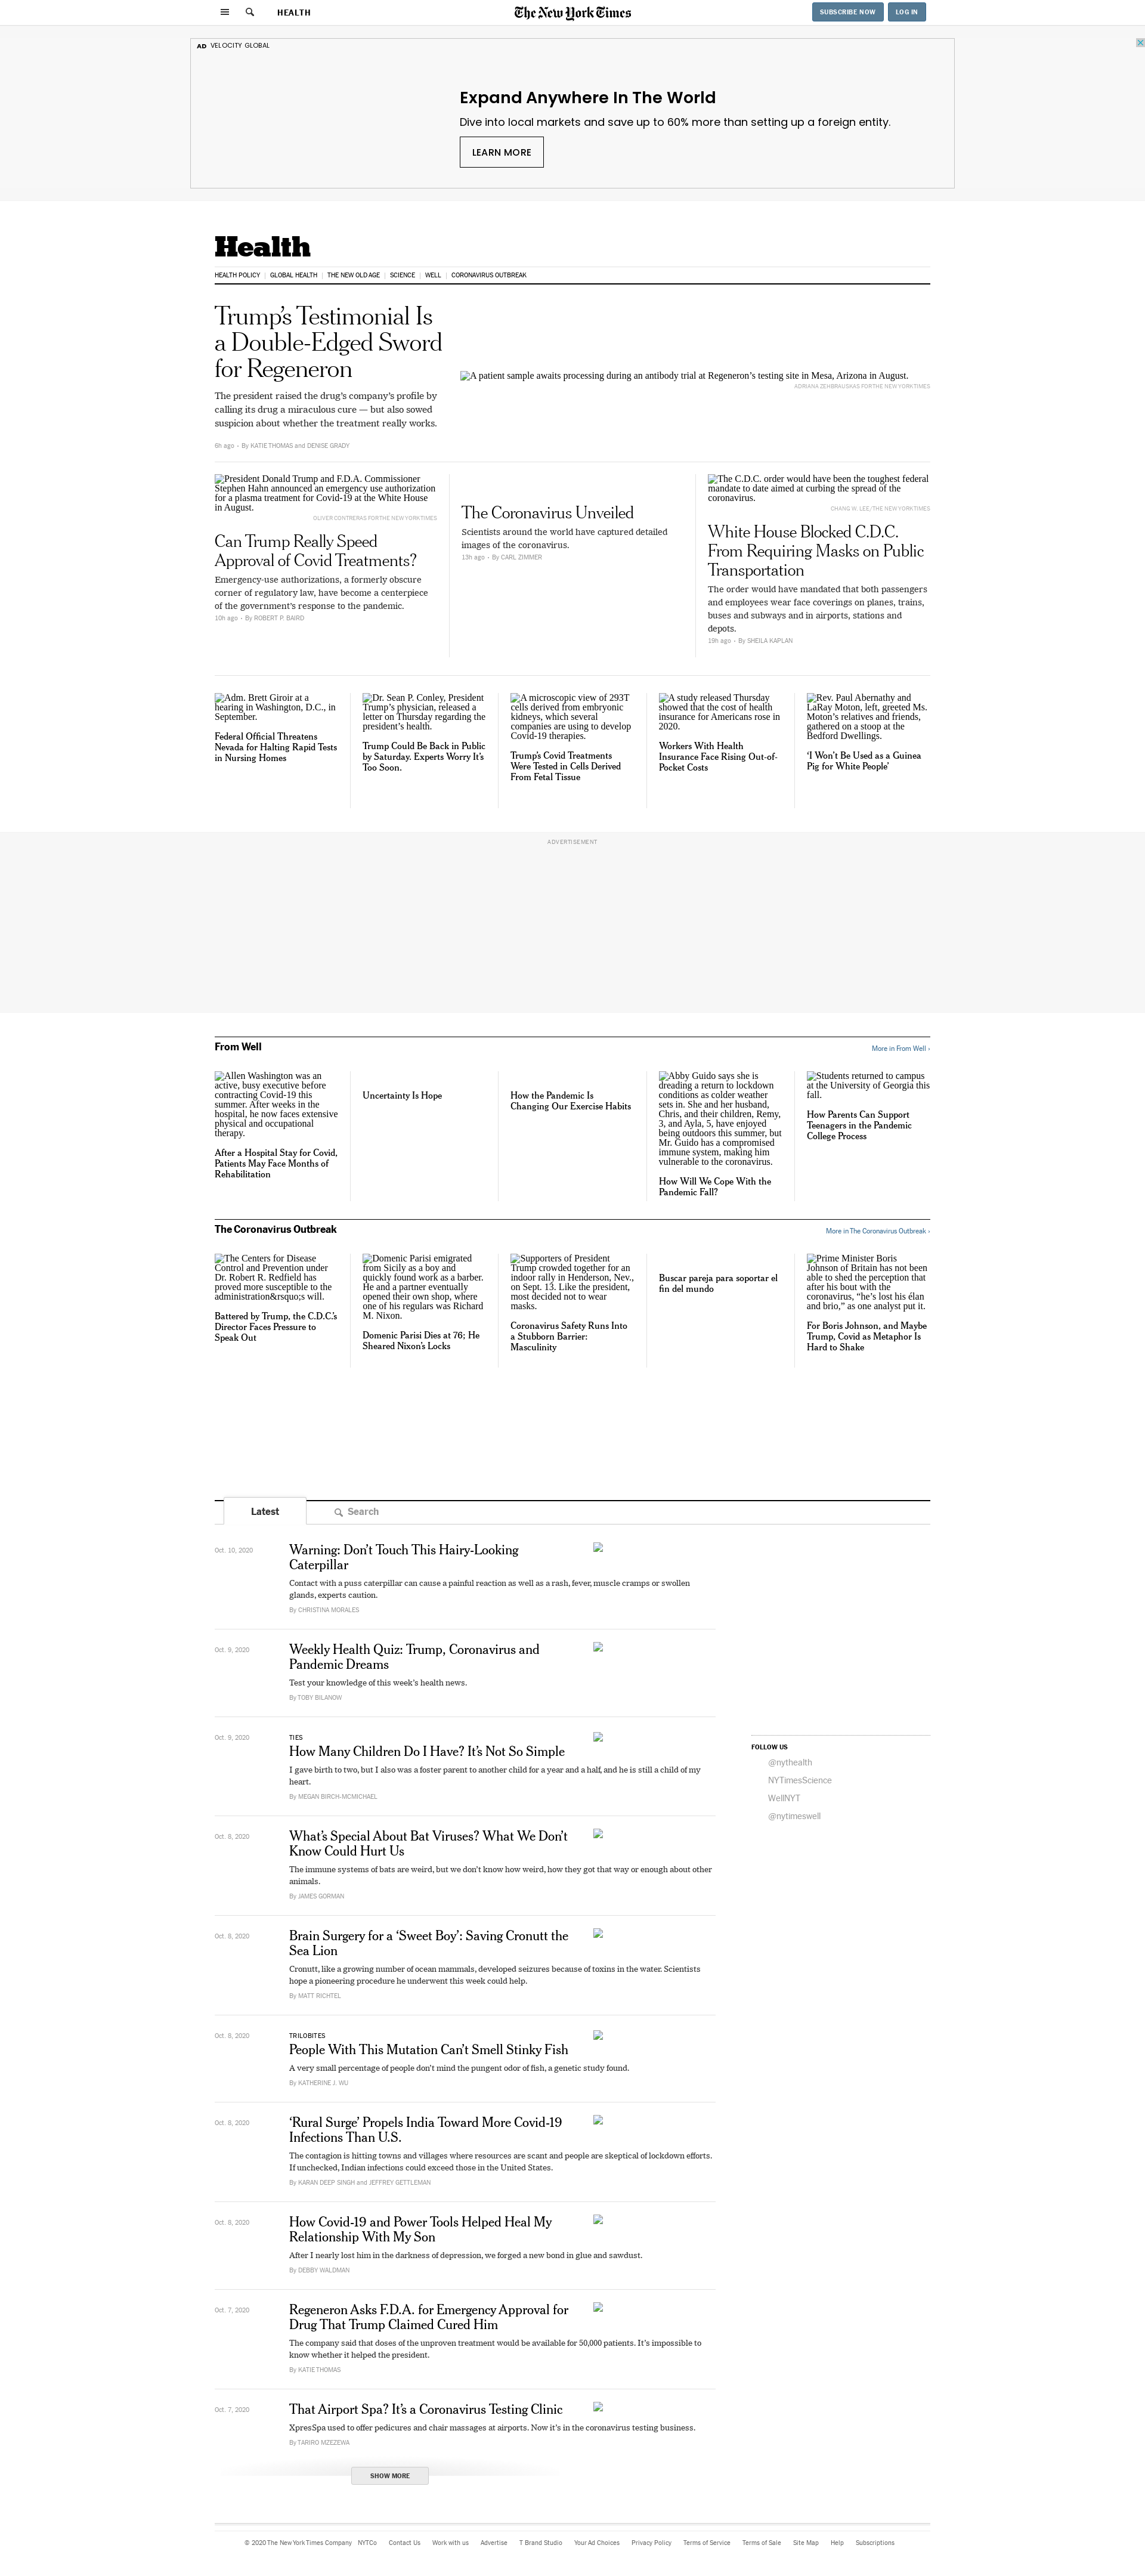 HEALTH
The New York Times
SUBSCRIBE NOW
LOG IN
AD VELOCITY GLOBAL
Expand Anywhere In The World
Dive into local markets and save up to 60% more than setting up a foreign entity.
LEARN MORE
Health
HEALTH POLICY
GLOBAL HEALTH
THE NEW OLD AGE
SCIENCE
WELL
CORONAVIRUS OUTBREAK
Trump’s Testimonial Is
a Double-Edged Sword
for Regeneron
The president raised the drug’s company’s profile by
calling its drug a miraculous cure — but also sowed
suspicion about whether the treatment really works.
6h ago • By KATIE THOMAS and DENISE GRADY
A patient sample awaits processing during an antibody trial at Regeneron’s testing site in Mesa, Arizona in August.
ADRIANA ZEHBRAUSKAS FOR THE NEW YORK TIMES
President Donald Trump and F.D.A. Commissioner
Stephen Hahn announced an emergency use authorization
for a plasma treatment for Covid-19 at the White House
in August.
OLIVER CONTRERAS FOR THE NEW YORK TIMES
Can Trump Really Speed
Approval of Covid Treatments?
Emergency-use authorizations, a formerly obscure
corner of regulatory law, have become a centerpiece
of the government’s response to the pandemic.
10h ago • By ROBERT P. BAIRD
The Coronavirus Unveiled
Scientists around the world have captured detailed
images of the coronavirus.
13h ago • By CARL ZIMMER
The C.D.C. order would have been the toughest federal
mandate to date aimed at curbing the spread of the
coronavirus.
CHANG W. LEE/THE NEW YORK TIMES
White House Blocked C.D.C.
From Requiring Masks on Public
Transportation
The order would have mandated that both passengers
and employees wear face coverings on planes, trains,
buses and subways and in airports, stations and
depots.
19h ago • By SHEILA KAPLAN
Adm. Brett Giroir at a
hearing in Washington, D.C., in
September.
Federal Official Threatens
Nevada for Halting Rapid Tests
in Nursing Homes
Dr. Sean P. Conley, President
Trump’s physician, released a
letter on Thursday regarding the
president’s health.
Trump Could Be Back in Public
by Saturday. Experts Worry It’s
Too Soon.
A microscopic view of 293T
cells derived from embryonic
kidneys, which several
companies are using to develop
Covid-19 therapies.
Trump’s Covid Treatments
Were Tested in Cells Derived
From Fetal Tissue
A study released Thursday
showed that the cost of health
insurance for Americans rose in
2020.
Workers With Health
Insurance Face Rising Out-of-
Pocket Costs
Rev. Paul Abernathy and
LaRay Moton, left, greeted Ms.
Moton’s relatives and friends,
gathered on a stoop at the
Bedford Dwellings.
‘I Won’t Be Used as a Guinea
Pig for White People’
ADVERTISEMENT
From Well
More in From Well ›
Allen Washington was an
active, busy executive before
contracting Covid-19 this
summer. After weeks in the
hospital, he now faces extensive
physical and occupational
therapy.
After a Hospital Stay for Covid,
Patients May Face Months of
Rehabilitation
Uncertainty Is Hope
How the Pandemic Is
Changing Our Exercise Habits
Abby Guido says she is
dreading a return to lockdown
conditions as colder weather
sets in. She and her husband,
Chris, and their children, Remy,
3, and Ayla, 5, have enjoyed
being outdoors this summer, but
Mr. Guido has a compromised
immune system, making him
vulnerable to the coronavirus.
How Will We Cope With the
Pandemic Fall?
Students returned to campus
at the University of Georgia this
fall.
How Parents Can Support
Teenagers in the Pandemic
College Process
The Coronavirus Outbreak
More in The Coronavirus Outbreak ›
The Centers for Disease
Control and Prevention under
Dr. Robert R. Redfield has
proved more susceptible to the
administration&rsquo;s will.
Battered by Trump, the C.D.C.’s
Director Faces Pressure to
Speak Out
Domenic Parisi emigrated
from Sicily as a boy and
quickly found work as a barber.
He and a partner eventually
opened their own shop, where
one of his regulars was Richard
M. Nixon.
Domenic Parisi Dies at 76; He
Sheared Nixon’s Locks
Supporters of President
Trump crowded together for an
indoor rally in Henderson, Nev.,
on Sept. 13. Like the president,
most decided not to wear
masks.
Coronavirus Safety Runs Into
a Stubborn Barrier:
Masculinity
Buscar pareja para soportar el
fin del mundo
Prime Minister Boris
Johnson of Britain has not been
able to shed the perception that
after his bout with the
coronavirus, “he’s lost his élan
and brio,” as one analyst put it.
For Boris Johnson, and Maybe
Trump, Covid as Metaphor Is
Hard to Shake
Latest
Search
Oct. 10, 2020
Warning: Don’t Touch This Hairy-Looking
Caterpillar
Contact with a puss caterpillar can cause a painful reaction as well as a rash, fever, muscle cramps or swollen
glands, experts caution.
By CHRISTINA MORALES
Oct. 9, 2020
Weekly Health Quiz: Trump, Coronavirus and
Pandemic Dreams
Test your knowledge of this week’s health news.
By TOBY BILANOW
Oct. 9, 2020
TIES
How Many Children Do I Have? It’s Not So Simple
I gave birth to two, but I also was a foster parent to another child for a year and a half, and he is still a child of my
heart.
By MEGAN BIRCH-MCMICHAEL
FOLLOW US
@nythealth
NYTimesScience
WellNYT
@nytimeswell
Oct. 8, 2020
What’s Special About Bat Viruses? What We Don’t
Know Could Hurt Us
The immune systems of bats are weird, but we don’t know how weird, how they got that way or enough about other
animals.
By JAMES GORMAN
Oct. 8, 2020
Brain Surgery for a ‘Sweet Boy’: Saving Cronutt the
Sea Lion
Cronutt, like a growing number of ocean mammals, developed seizures because of toxins in the water. Scientists
hope a pioneering procedure he underwent this week could help.
By MATT RICHTEL
Oct. 8, 2020
TRILOBITES
People With This Mutation Can’t Smell Stinky Fish
A very small percentage of people don’t mind the pungent odor of fish, a genetic study found.
By KATHERINE J. WU
Oct. 8, 2020
‘Rural Surge’ Propels India Toward More Covid-19
Infections Than U.S.
The contagion is hitting towns and villages where resources are scant and people are skeptical of lockdown efforts.
If unchecked, Indian infections could exceed those in the United States.
By KARAN DEEP SINGH and JEFFREY GETTLEMAN
Oct. 8, 2020
How Covid-19 and Power Tools Helped Heal My
Relationship With My Son
After I nearly lost him in the darkness of depression, we forged a new bond in glue and sawdust.
By DEBBY WALDMAN
Oct. 7, 2020
Regeneron Asks F.D.A. for Emergency Approval for
Drug That Trump Claimed Cured Him
The company said that doses of the unproven treatment would be available for 50,000 patients. It’s impossible to
know whether it helped the president.
By KATIE THOMAS
Oct. 7, 2020
That Airport Spa? It’s a Coronavirus Testing Clinic
XpresSpa used to offer pedicures and chair massages at airports. Now it’s in the coronavirus testing business.
By TARIRO MZEZEWA
SHOW MORE
© 2020 The New York Times Company NYTCo Contact Us Work with us Advertise T Brand Studio Your Ad Choices Privacy Policy Terms of Service Terms of Sale Site Map Help Subscriptions